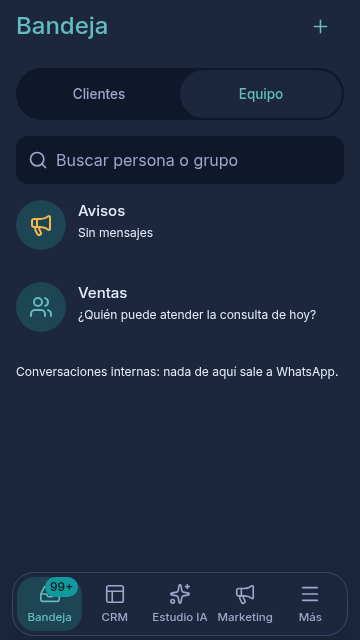 Bandeja
Clientes
Equipo
Buscar persona o grupo
Avisos
Sin mensajes
Ventas
¿Quién puede atender la consulta de hoy?
Conversaciones internas: nada de aquí sale a WhatsApp.
99+
Bandeja
CRM
Estudio IA
Marketing
Más